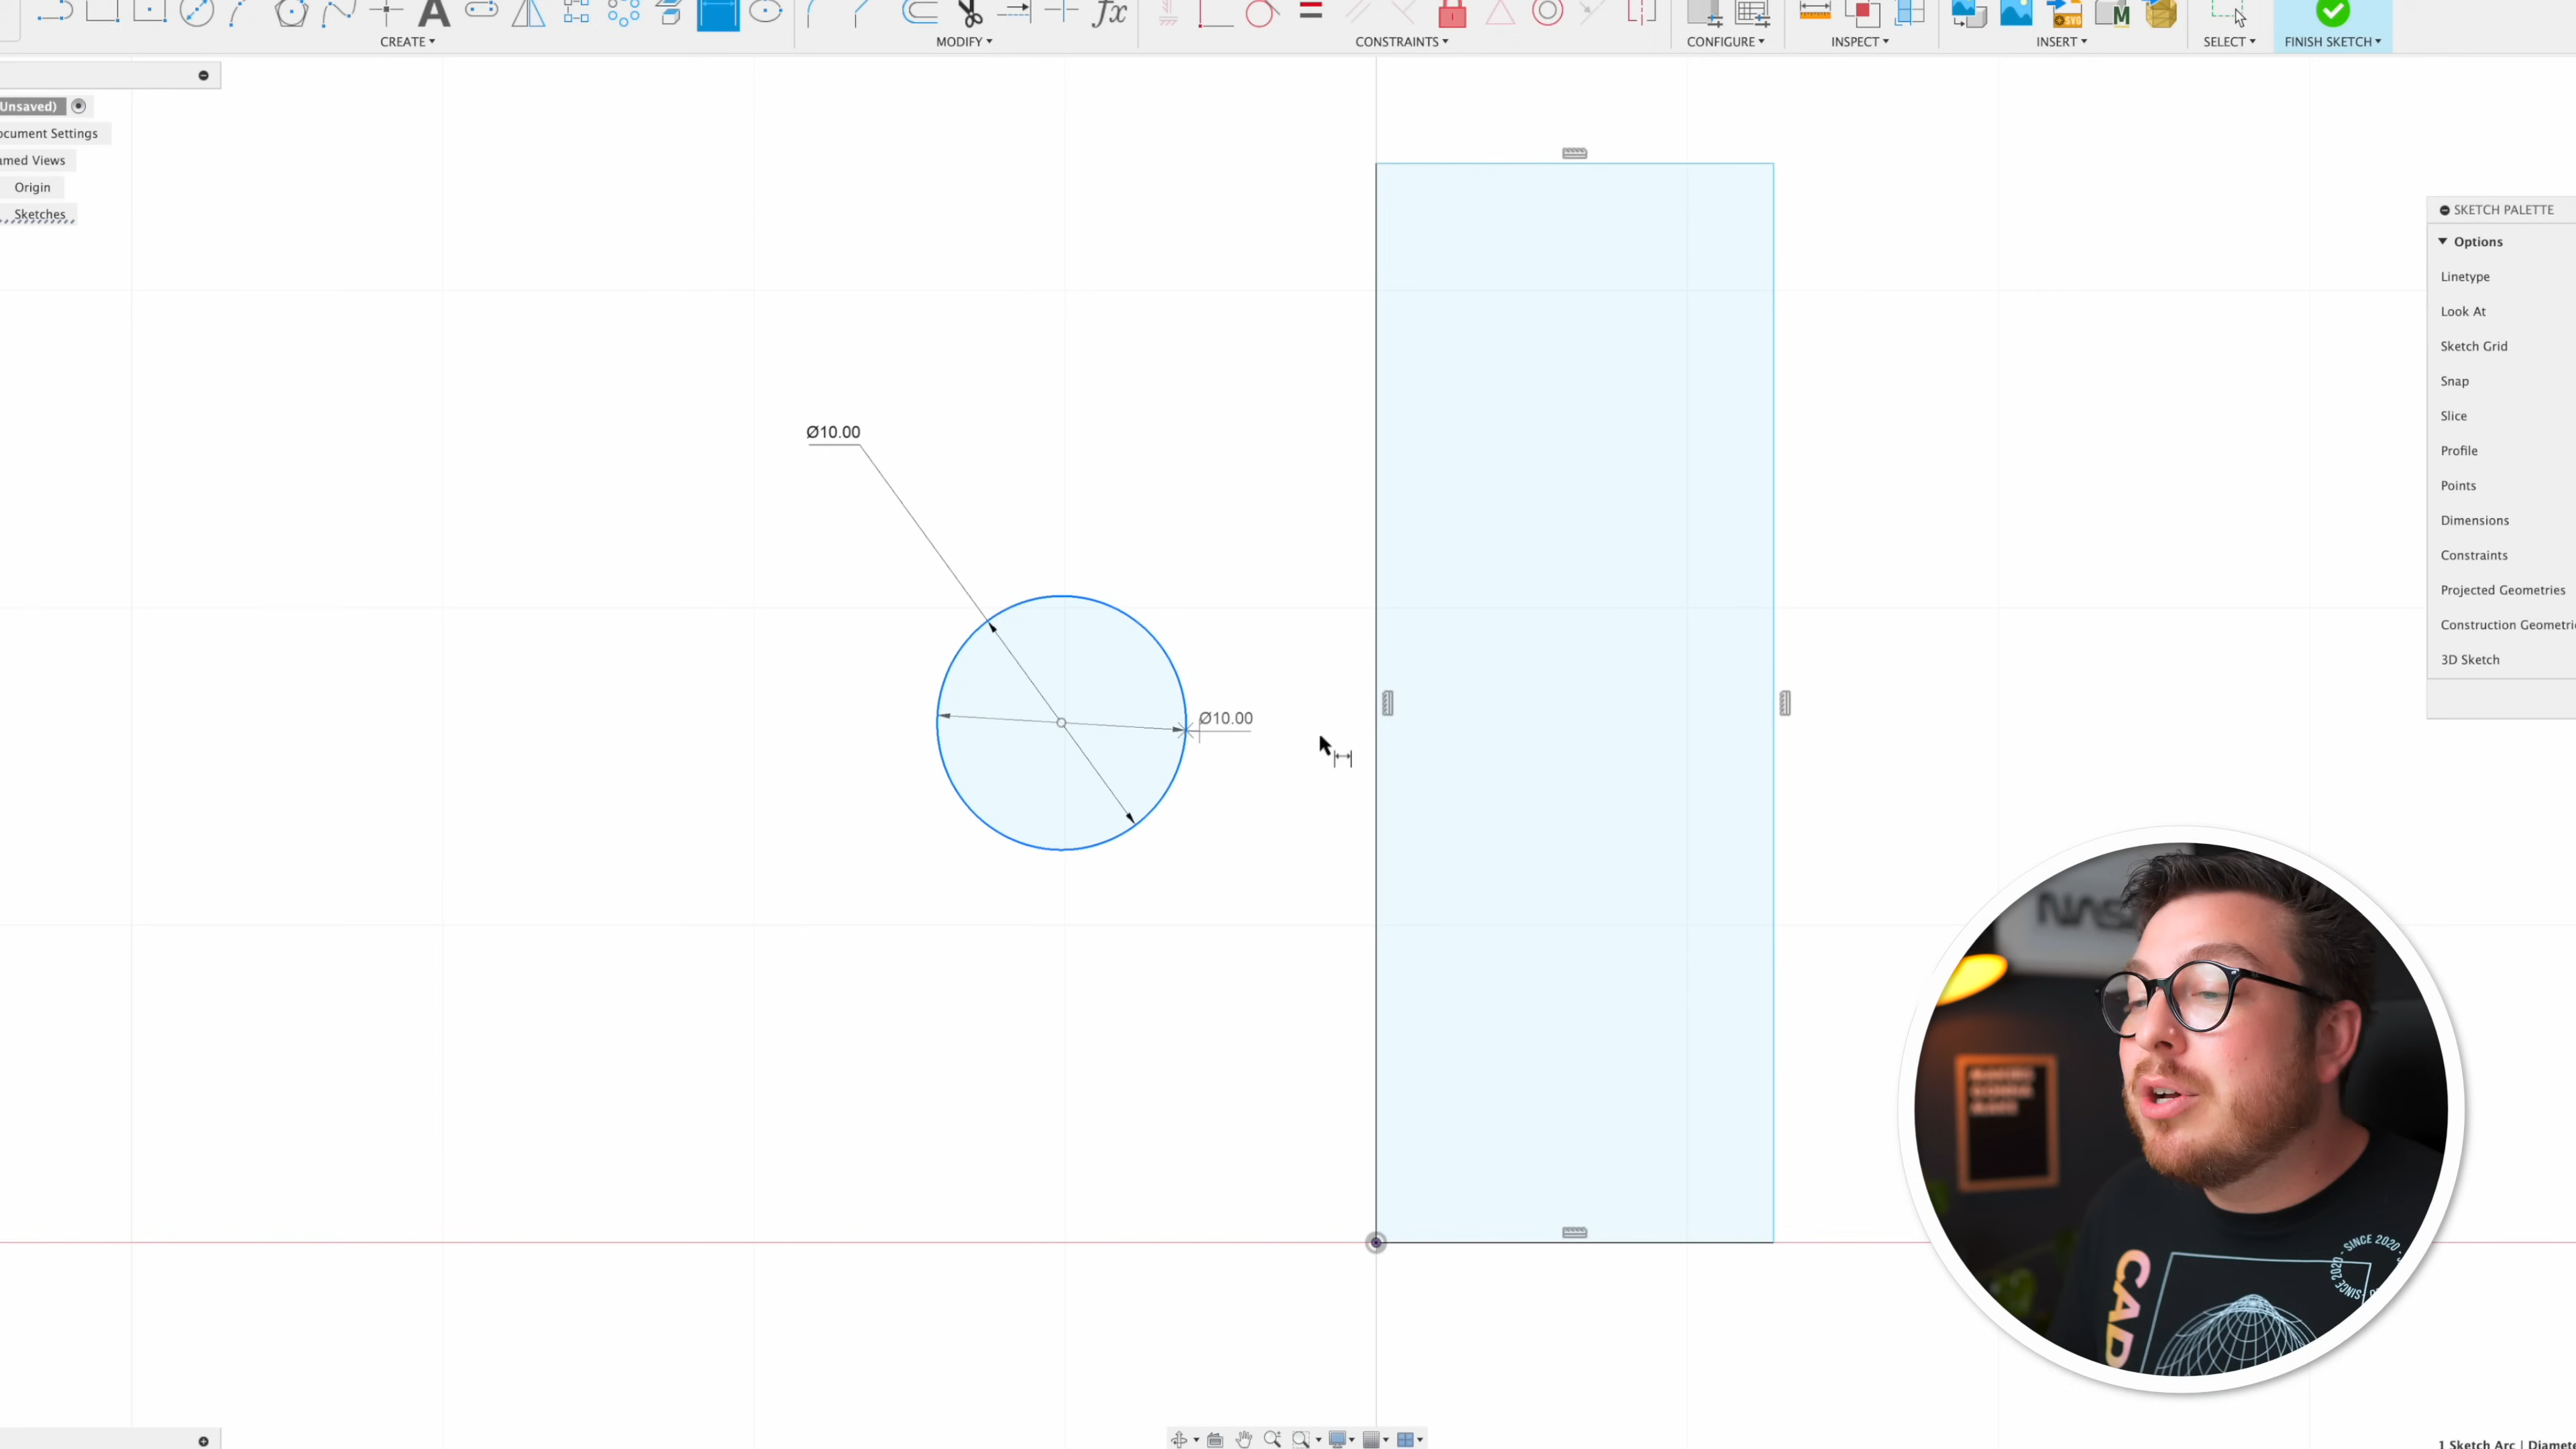 CREATE
MODIFY
CONSTRAINTS
CONFIGURE
INSPECT
INSERT
SELECT
FINISH SKETCH
Unsaved)
ocument Settings
amed Views
Origin
Sketches
SKETCH PALETTE
Options
Linetype
Look At
Sketch Grid
Snap
Slice
Profile
Points
Dimensions
Constraints
Projected Geometries
Construction Geometri
3D Sketch
Ø10.00
Ø10.00
NASA
CAD
SINCE 2020
1 Sketch Arc | Diamet